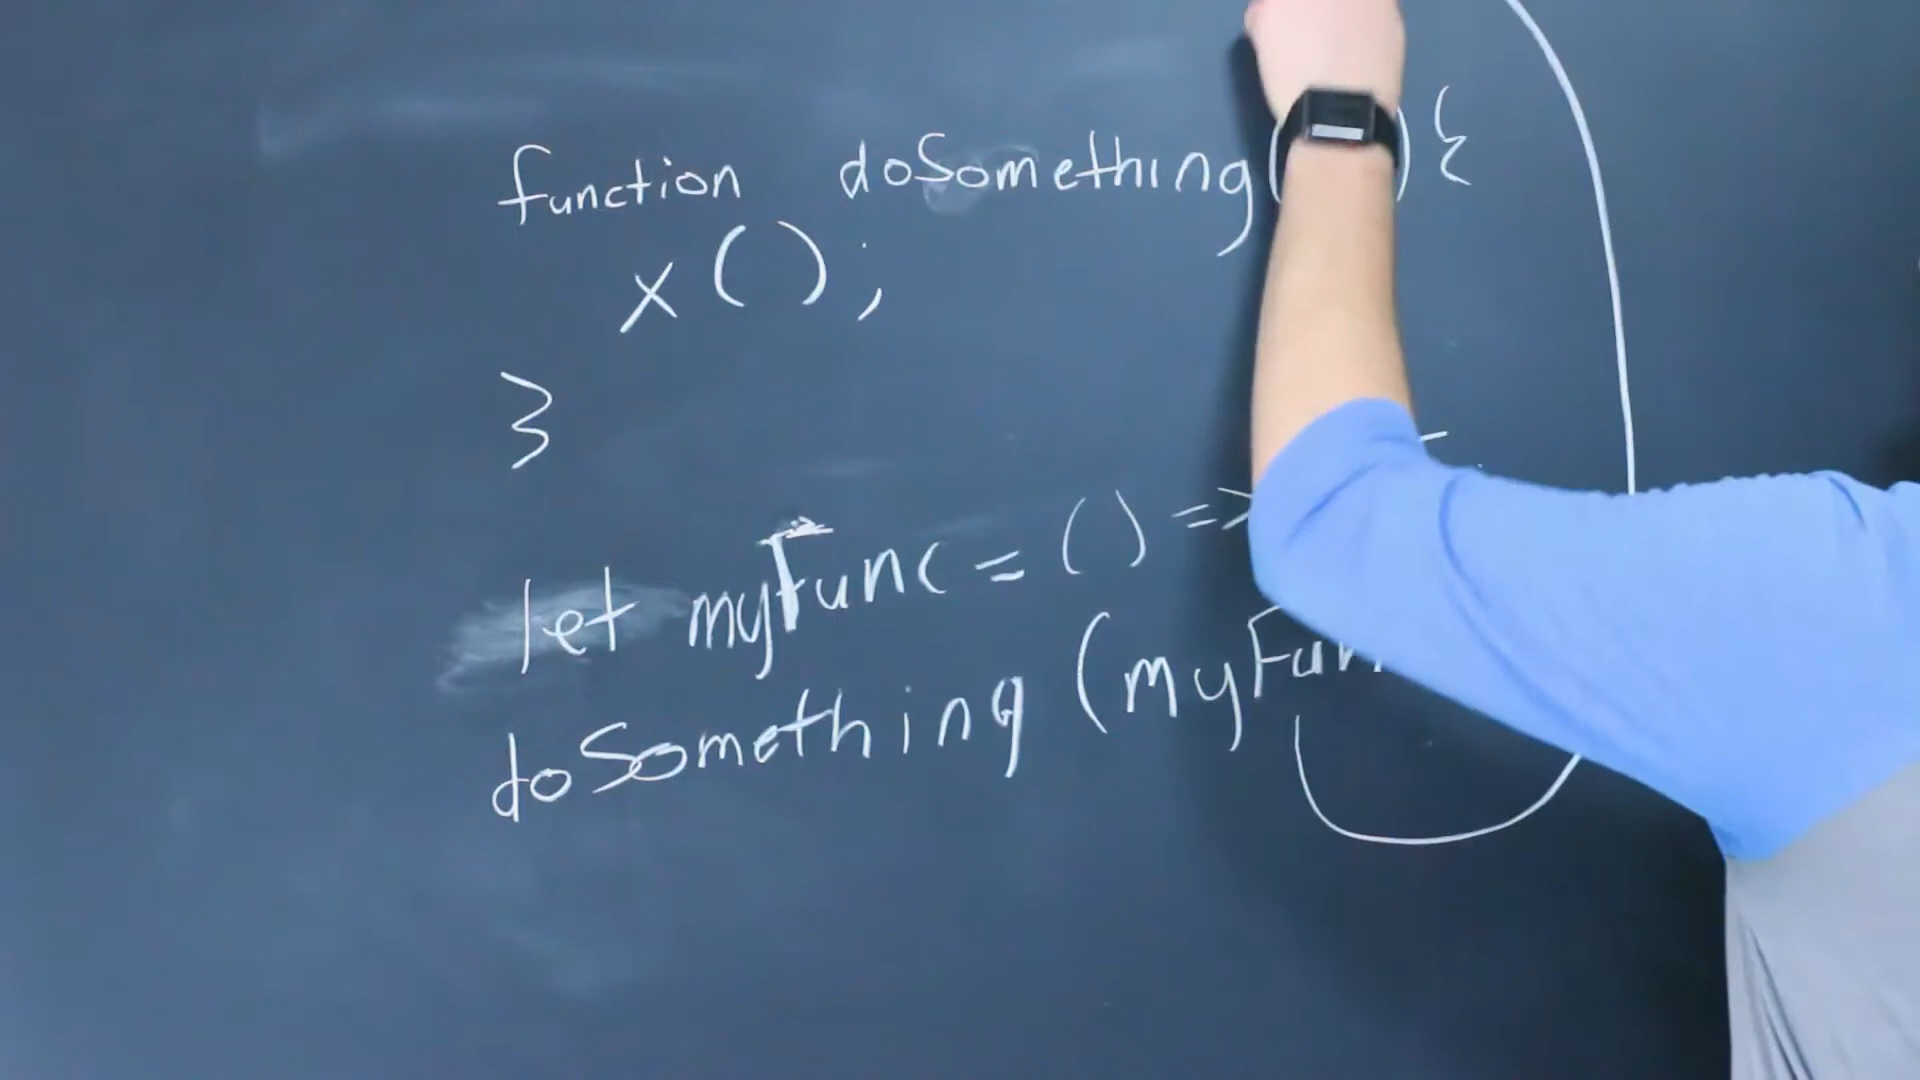 function doSomething( ) {
x();
}
let myFunc = () =>
doSomething (myFun